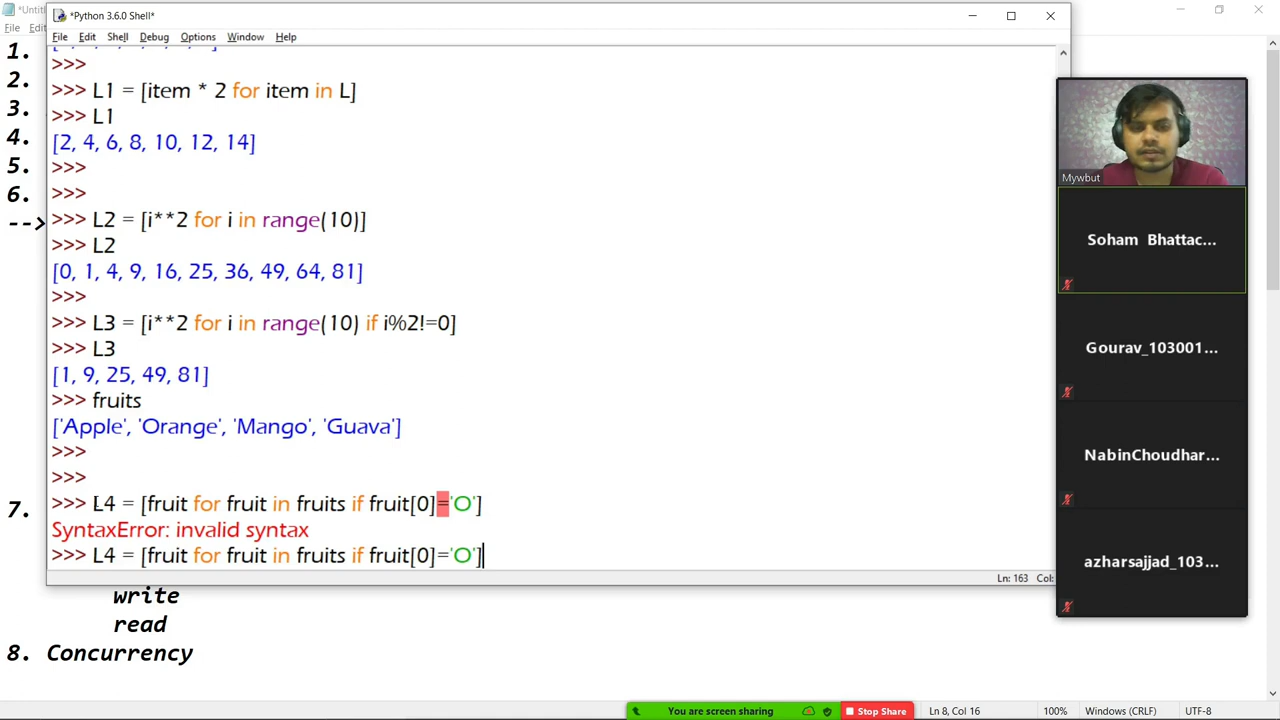 *Untit
*Python 3.6.0 Shell*
File Edit
File Edit Shell Debug Options Window Help
1.
2.
3.
4.
5.
6.
-->
>>>
>>> L1 = [item * 2 for item in L]
>>> L1
[2, 4, 6, 8, 10, 12, 14]
>>>
>>>
>>> L2 = [i**2 for i in range(10)]
>>> L2
[0, 1, 4, 9, 16, 25, 36, 49, 64, 81]
>>>
>>> L3 = [i**2 for i in range(10) if i%2!=0]
>>> L3
[1, 9, 25, 49, 81]
>>> fruits
['Apple', 'Orange', 'Mango', 'Guava']
>>>
>>>
>>> L4 = [fruit for fruit in fruits if fruit[0]='O']
SyntaxError: invalid syntax
>>> L4 = [fruit for fruit in fruits if fruit[0]='O']
Ln: 163 Col:
7.
write
read
8. Concurrency
Mywbut
Soham Bhattac...
Gourav_103001...
NabinChoudhar...
azharsajjad_103...
You are screen sharing
Stop Share
Ln 8, Col 16
100%
Windows (CRLF)
UTF-8